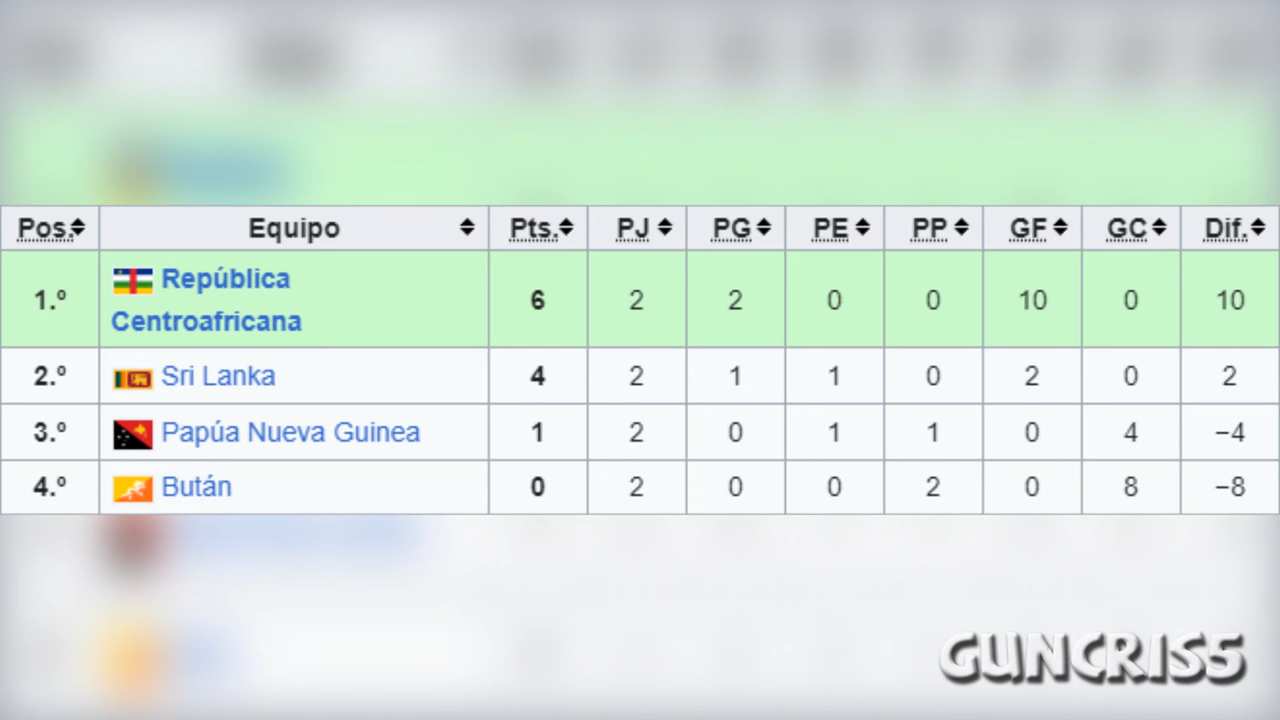 Pos. Equipo Pts. PJ PG PE PP GF GC Dif.
1.º República Centroafricana 6 2 2 0 0 10 0 10
2.º Sri Lanka 4 2 1 1 0 2 0 2
3.º Papúa Nueva Guinea 1 2 0 1 1 0 4 −4
4.º Bután 0 2 0 0 2 0 8 −8
GUNCRIS5